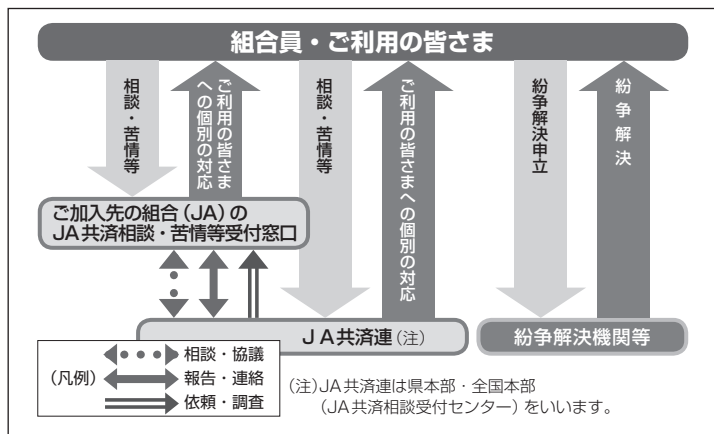 組合員・ご利用の皆さま
相談・苦情等
ご利用の皆さま
への個別の対応
相談・苦情等
ご利用の皆さまへの個別の対応
紛争解決申立
紛争解決
ご加入先の組合（JA）の
JA共済相談・苦情等受付窓口
JA共済連（注）
紛争解決機関等
（凡例）
相談・協議
報告・連絡
依頼・調査
（注）JA共済連は県本部・全国本部
（JA共済相談受付センター）をいいます。